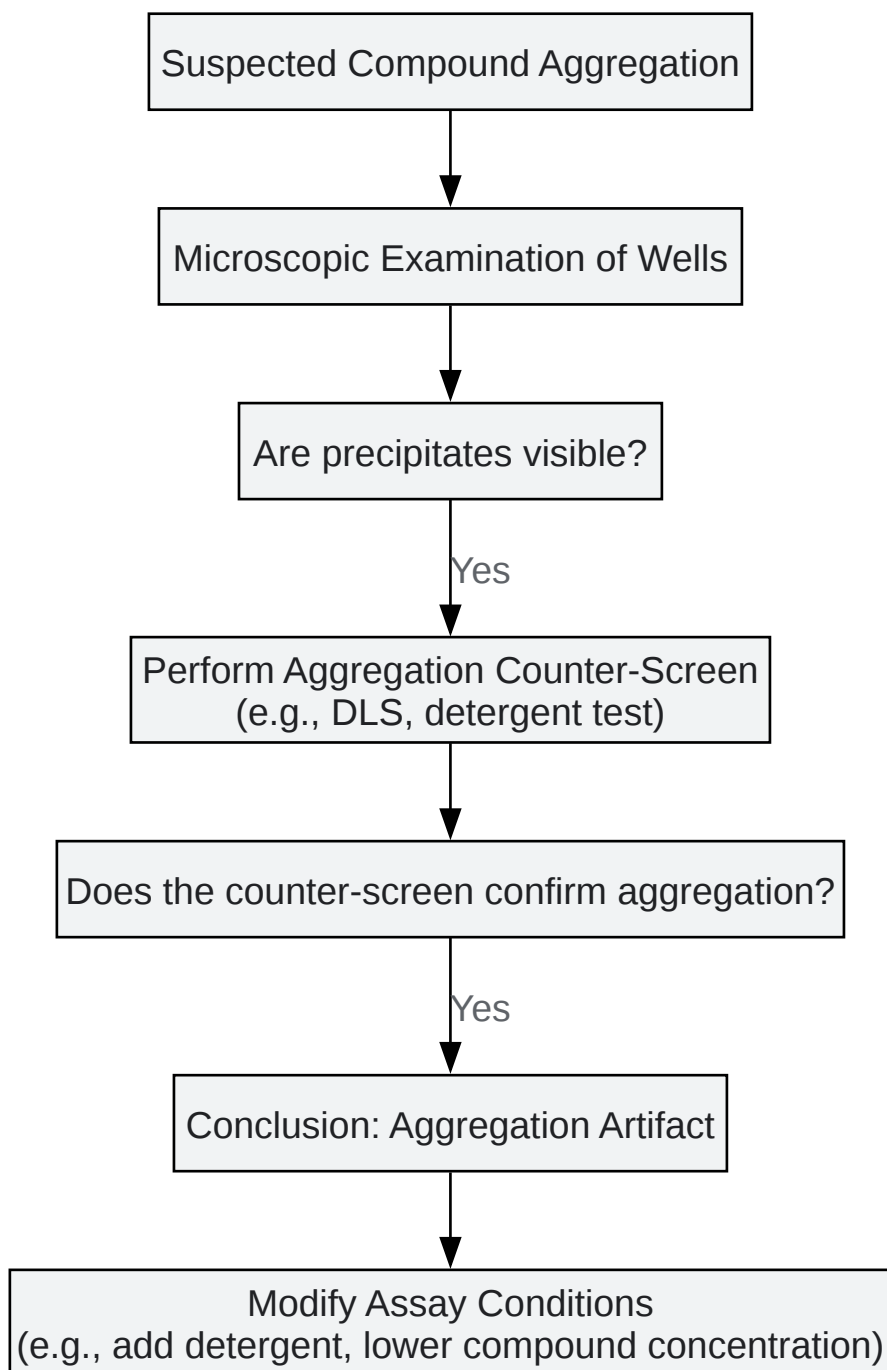 Suspected Compound Aggregation
Microscopic Examination of Wells
Are precipitates visible?
Yes
Perform Aggregation Counter-Screen
(e.g., DLS, detergent test)
Does the counter-screen confirm aggregation?
Yes
Conclusion: Aggregation Artifact
Modify Assay Conditions
(e.g., add detergent, lower compound concentration)